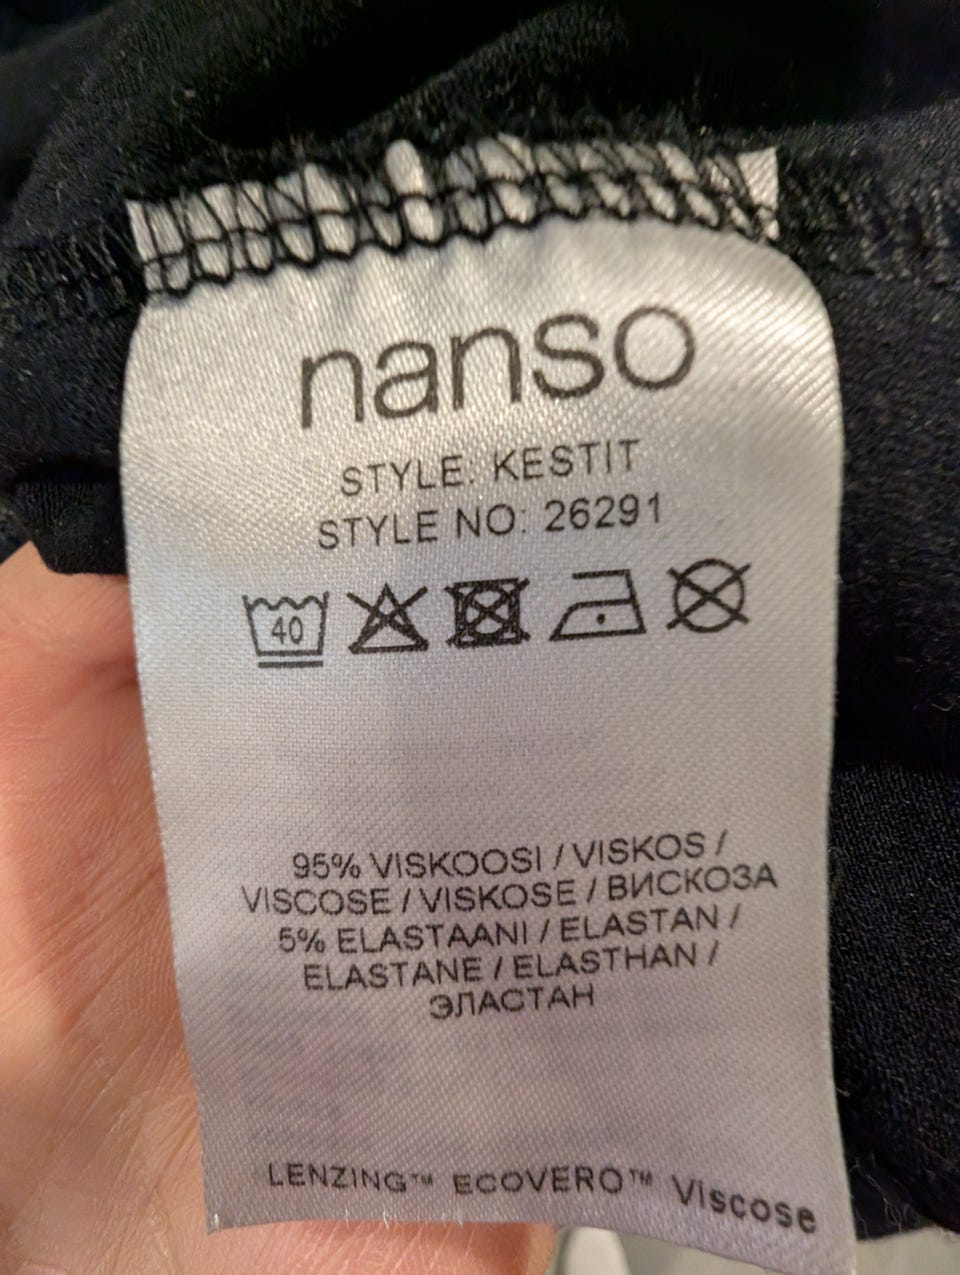 nanso
STYLE: KESTIT
STYLE NO: 26291
40
95% VISKOOSI / VISKOS /
VISCOSE / VISKOSE / ВИСКОЗА
5% ELASTAANI / ELASTAN /
ELASTANE / ELASTHAN /
ЭЛАСТАН
LENZING™ ECOVERO™ Viscose